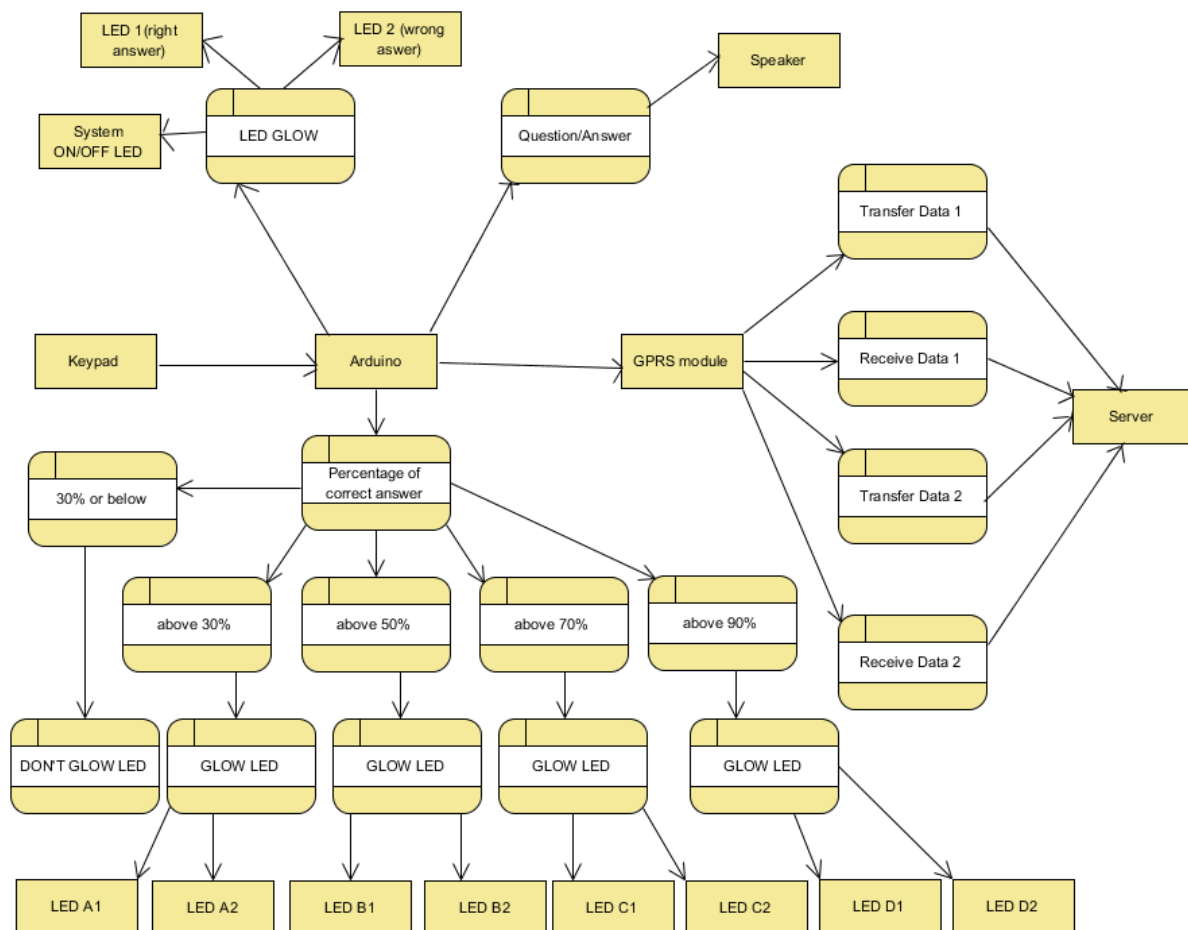 LED 1(right
answer)
LED 2 (wrong
aswer)
Speaker
System
ON/OFF LED
LED GLOW
Question/Answer
Transfer Data 1
Keypad
Arduino
GPRS module
Receive Data 1
Server
30% or below
Percentage of
correct answer
Transfer Data 2
above 30%
above 50%
above 70%
above 90%
Receive Data 2
DON'T GLOW LED
GLOW LED
GLOW LED
GLOW LED
GLOW LED
LED A1
LED A2
LED B1
LED B2
LED C1
LED C2
LED D1
LED D2